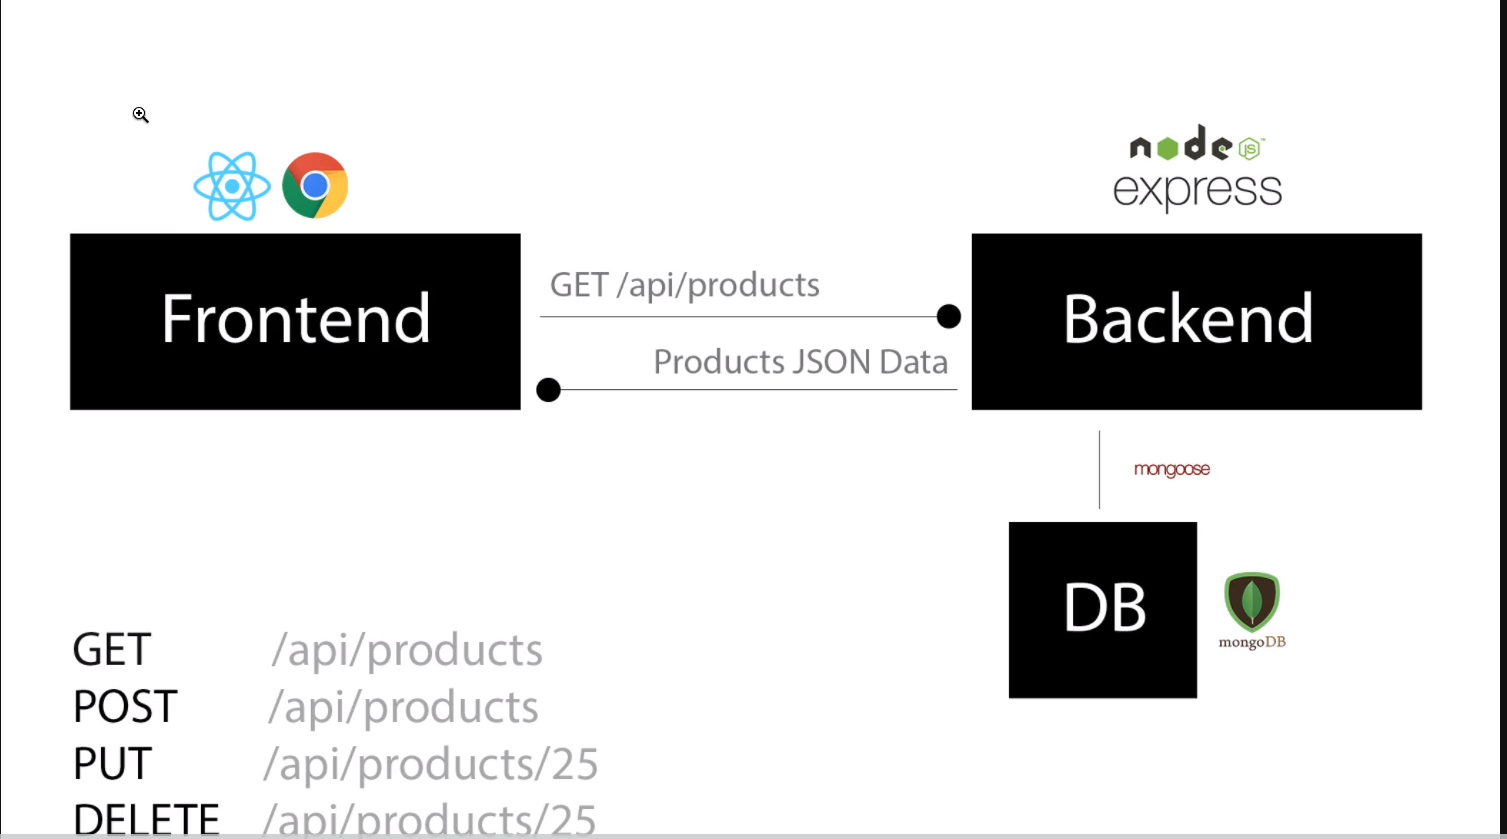 node js
express
Frontend
GET /api/products
Products JSON Data
Backend
mongoose
DB
mongoDB
GET /api/products
POST /api/products
PUT /api/products/25
DELETE /api/products/25